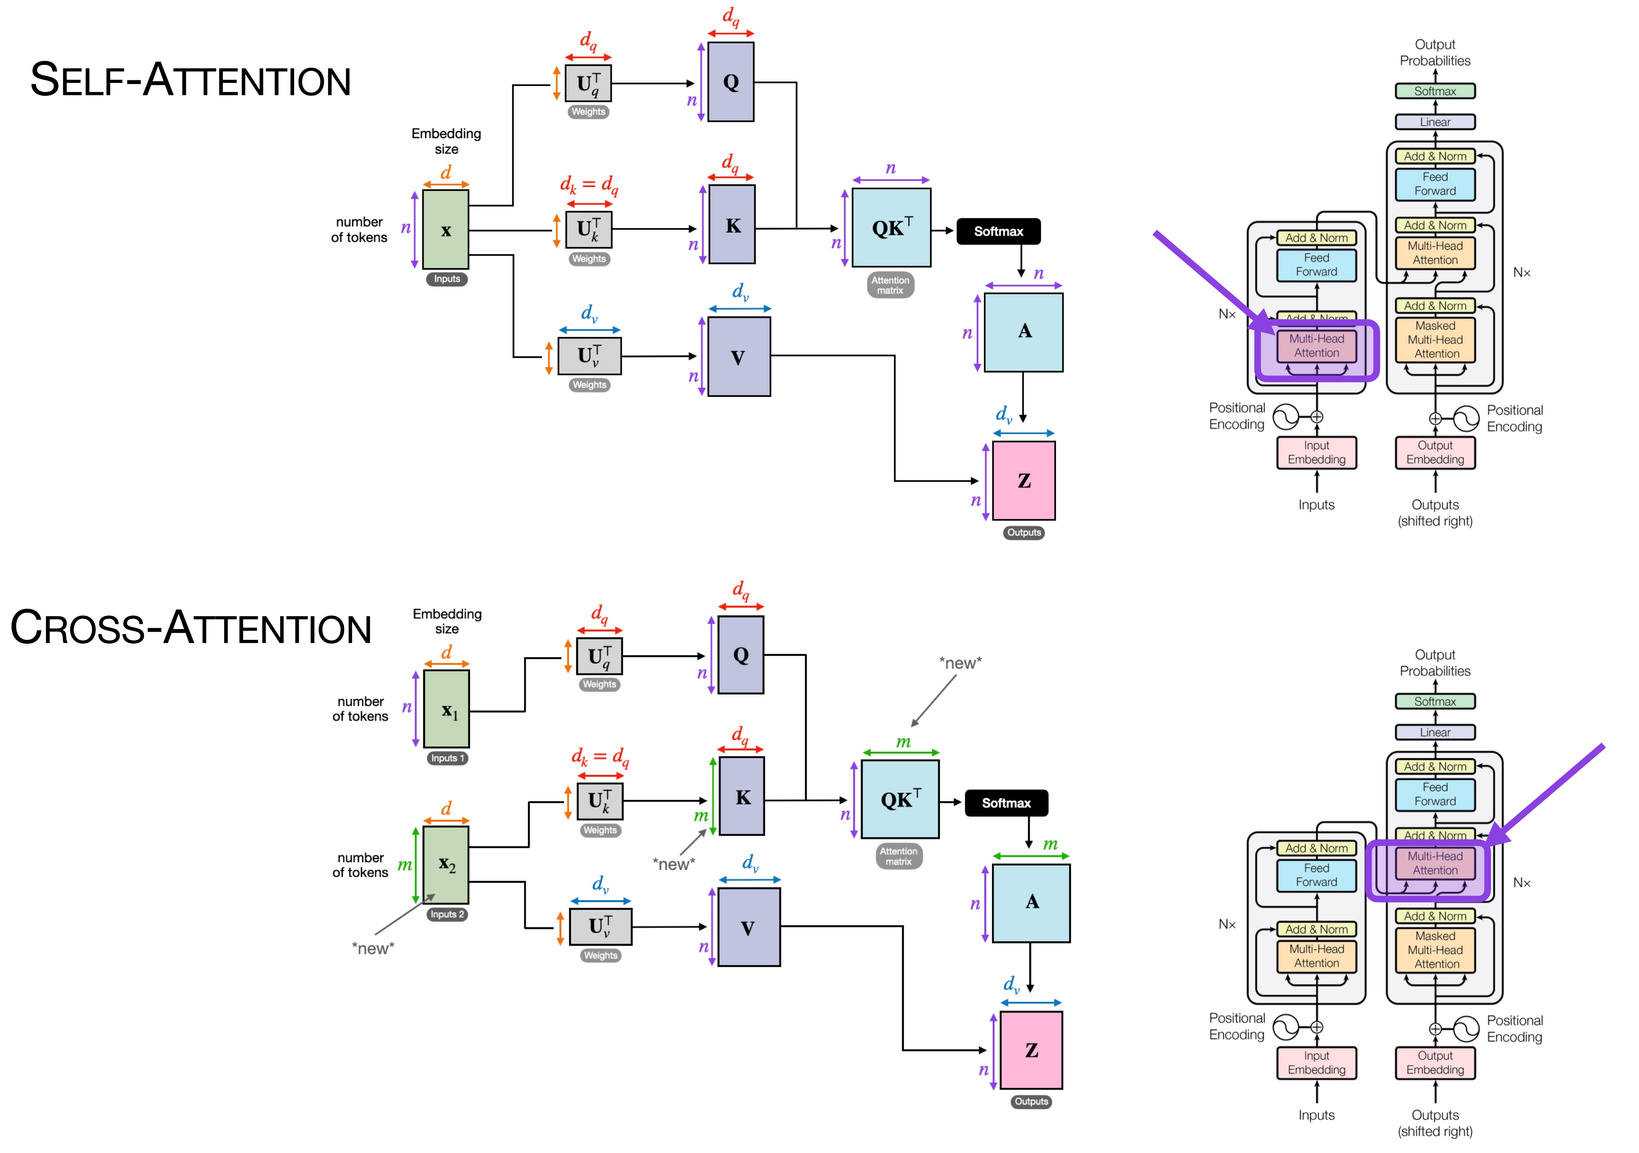 SELF-ATTENTION
Embedding
size
d
number
of tokens
n
x
Inputs
d_q
U_q^⊤
Weights
d_q
n
Q
d_k = d_q
U_k^⊤
Weights
d_q
n
K
d_v
U_v^⊤
Weights
d_v
n
V
n
n
QK^⊤
Attention
matrix
Softmax
n
n
A
d_v
n
Z
Outputs
Output
Probabilities
Softmax
Linear
Add & Norm
Feed
Forward
Add & Norm
Multi-Head
Attention
Add & Norm
Masked
Multi-Head
Attention
N×
Add & Norm
Feed
Forward
N×
Add & Norm
Multi-Head
Attention
Positional
Encoding
Positional
Encoding
Input
Embedding
Output
Embedding
Inputs
Outputs
(shifted right)
CROSS-ATTENTION
Embedding
size
d
number
of tokens
n
x_1
Inputs 1
d
number
of tokens
m
x_2
Inputs 2
*new*
d_q
U_q^⊤
Weights
d_q
n
Q
d_k = d_q
U_k^⊤
Weights
d_q
m
K
*new*
d_v
U_v^⊤
Weights
d_v
n
V
*new*
m
n
QK^⊤
Attention
matrix
Softmax
m
n
A
d_v
n
Z
Outputs
Output
Probabilities
Softmax
Linear
Add & Norm
Feed
Forward
Add & Norm
Multi-Head
Attention
Add & Norm
Masked
Multi-Head
Attention
N×
Add & Norm
Feed
Forward
N×
Add & Norm
Multi-Head
Attention
Positional
Encoding
Positional
Encoding
Input
Embedding
Output
Embedding
Inputs
Outputs
(shifted right)